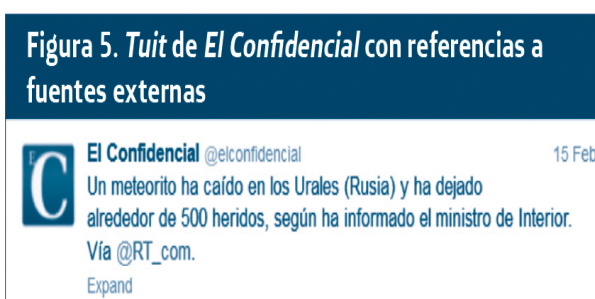 Figura 5. Tuit de El Confidencial con referencias a
fuentes externas
El Confidencial @elconfidencial 15 Feb
Un meteorito ha caído en los Urales (Rusia) y ha dejado
alrededor de 500 heridos, según ha informado el ministro de Interior.
Vía @RT_com.
Expand
E
C